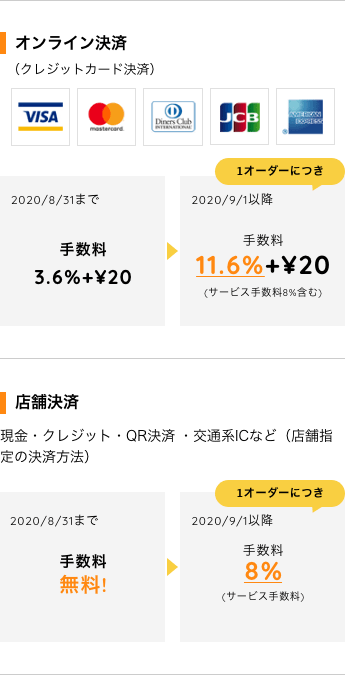 オンライン決済
（クレジットカード決済）
VISA
mastercard.
Diners Club
INTERNATIONAL
JCB
AMERICAN
EXPRESS
1オーダーにつき
2020/8/31まで
手数料
3.6%+¥20
2020/9/1以降
手数料
11.6%+¥20
(サービス手数料8%含む)
店舗決済
現金・クレジット・QR決済 ・交通系ICなど（店舗指
定の決済方法）
1オーダーにつき
2020/8/31まで
手数料
無料!
2020/9/1以降
手数料
8%
(サービス手数料)